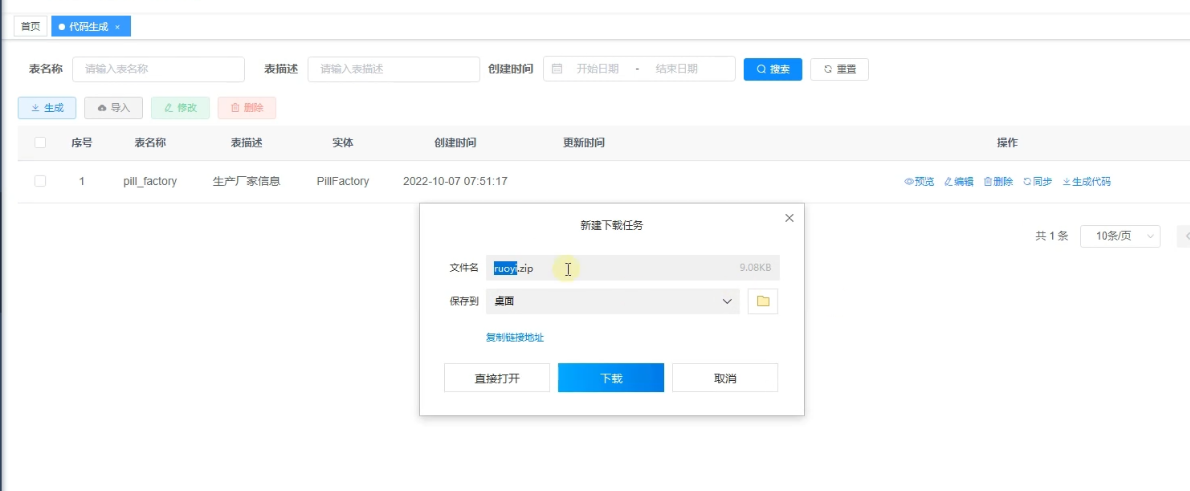 首页 代码生成 ×
表名称 请输入表名称 表描述 请输入表描述 创建时间 开始日期 - 结束日期 搜索 重置
生成 导入 修改 删除
序号 表名称 表描述 实体 创建时间 更新时间 操作
1 pill_factory 生产厂家信息 PillFactory 2022-10-07 07:51:17 预览 编辑 删除 同步 生成代码
共 1 条 10条/页
新建下载任务
文件名 ruoyi.zip 9.08KB
保存到 桌面
复制链接地址
直接打开 下载 取消